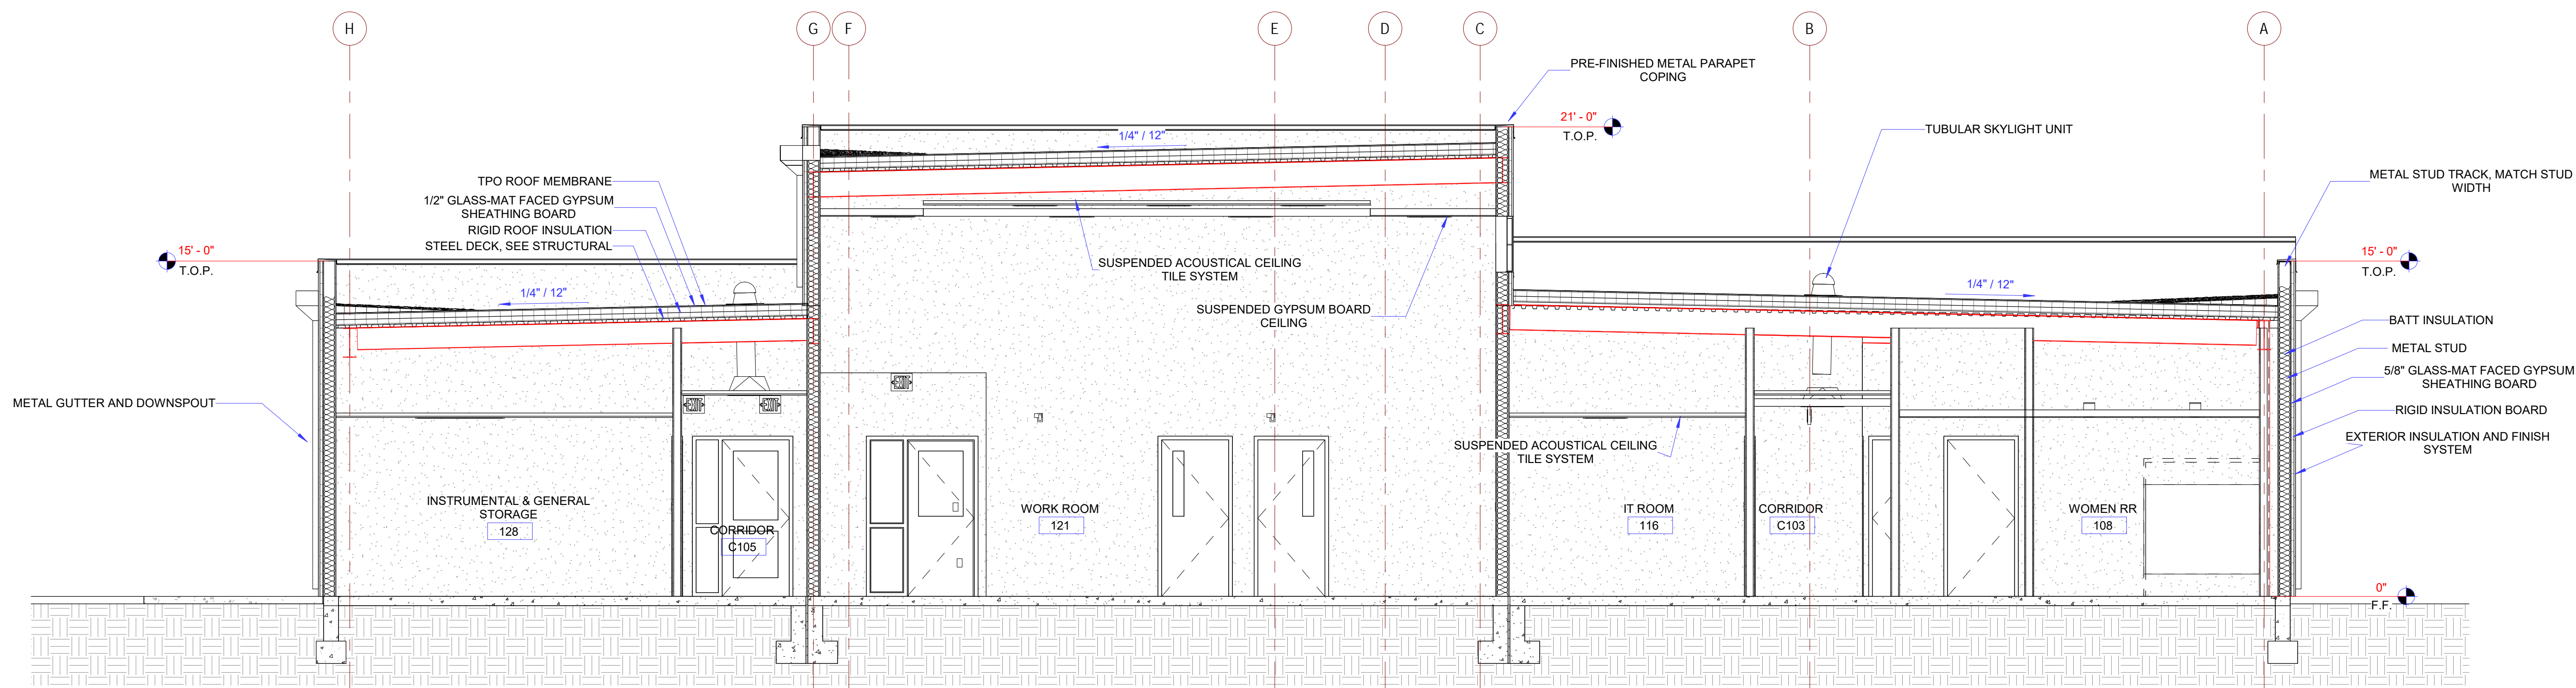 H
G
F
E
D
C
B
A
PRE-FINISHED METAL PARAPET
COPING
21' - 0"
T.O.P.
1/4" / 12"
TUBULAR SKYLIGHT UNIT
METAL STUD TRACK, MATCH STUD
WIDTH
TPO ROOF MEMBRANE
1/2" GLASS-MAT FACED GYPSUM
SHEATHING BOARD
RIGID ROOF INSULATION
STEEL DECK, SEE STRUCTURAL
15' - 0"
T.O.P.
SUSPENDED ACOUSTICAL CEILING
TILE SYSTEM
15' - 0"
T.O.P.
1/4" / 12"
1/4" / 12"
SUSPENDED GYPSUM BOARD
CEILING
BATT INSULATION
METAL STUD
5/8" GLASS-MAT FACED GYPSUM
SHEATHING BOARD
EXIT
EXIT
EXIT
METAL GUTTER AND DOWNSPOUT
RIGID INSULATION BOARD
SUSPENDED ACOUSTICAL CEILING
TILE SYSTEM
EXTERIOR INSULATION AND FINISH
SYSTEM
INSTRUMENTAL & GENERAL
STORAGE
128
CORRIDOR
C105
WORK ROOM
121
IT ROOM
116
CORRIDOR
C103
WOMEN RR
108
0"
F.F.